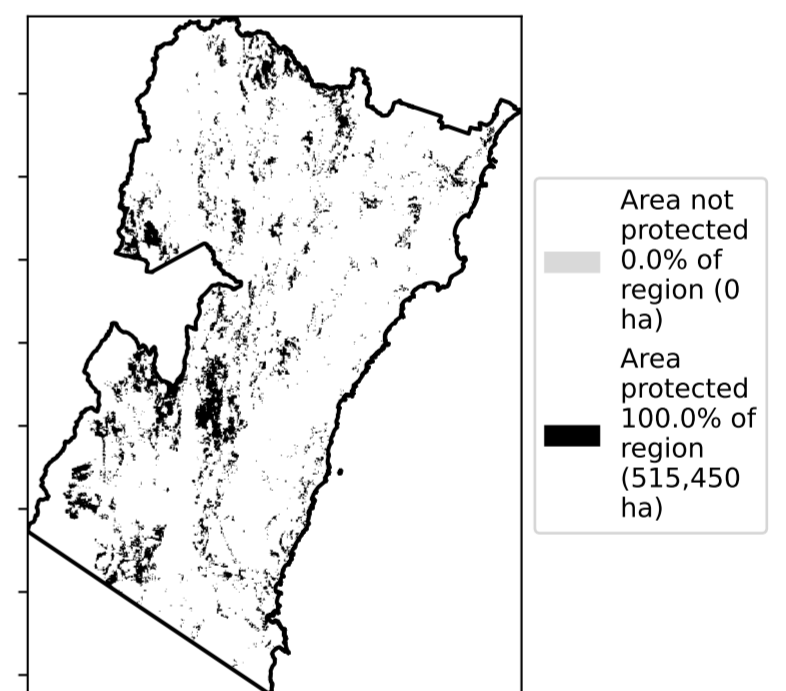 Area not
protected
0.0% of
region (0
ha)
Area
protected
100.0% of
region
(515,450
ha)